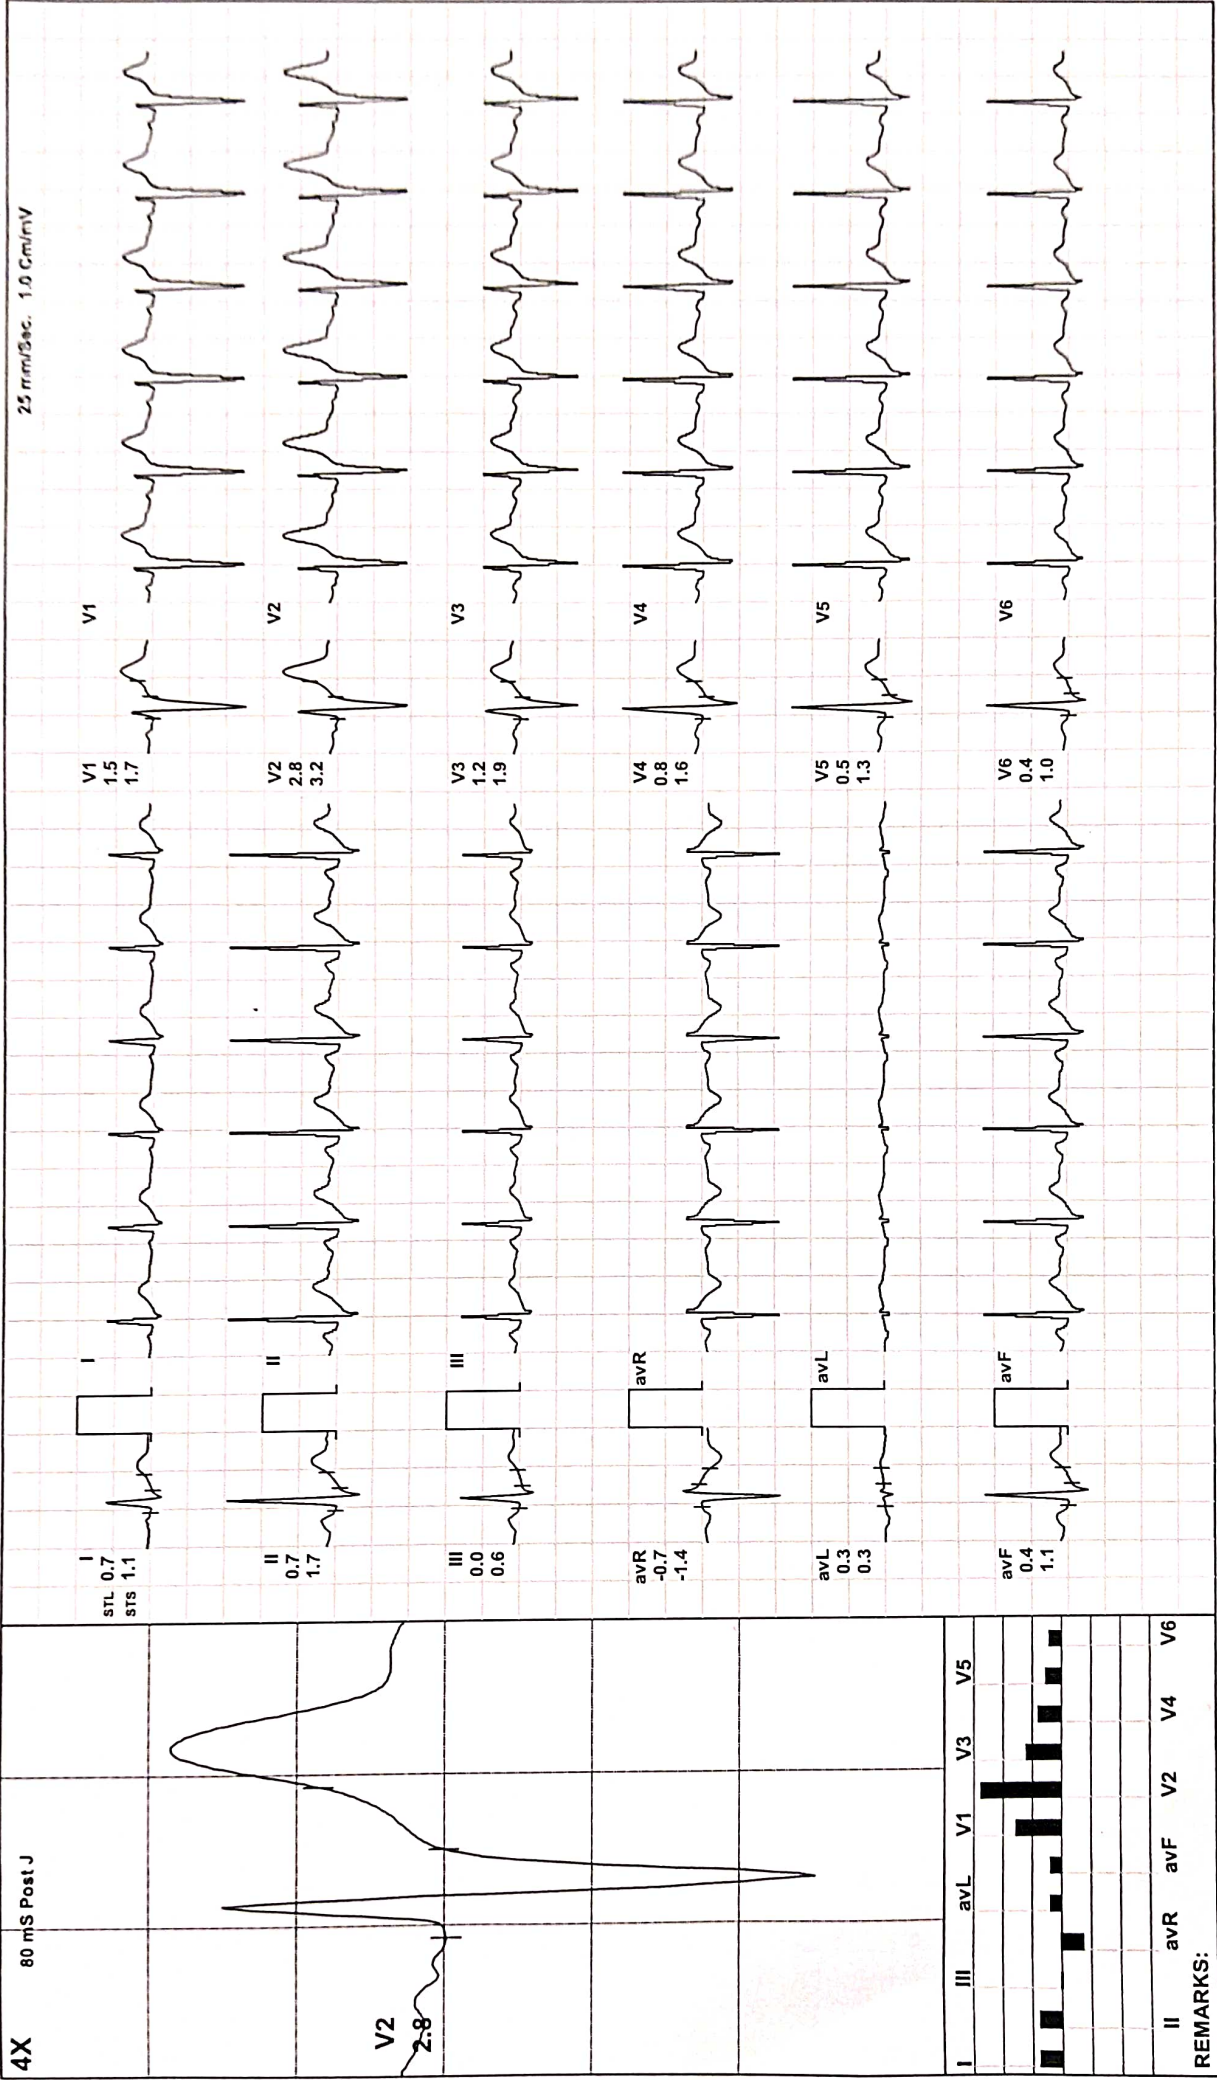 4X
80 mS Post J
25 mm/Sec. 1.0 Cm/mV
V2
2.8
I
STL 0.7
STS 1.1
I
V1
1.5
1.7
V1
II
0.7
1.7
II
V2
2.8
3.2
V2
III
0.0
0.6
III
V3
1.2
1.9
V3
avR
-0.7
-1.4
avR
V4
0.8
1.6
V4
avL
0.3
0.3
avL
V5
0.5
1.3
V5
avF
0.4
1.1
avF
V6
0.4
1.0
V6
I III avL V1 V3 V5
II avR avF V2 V4 V6
REMARKS: